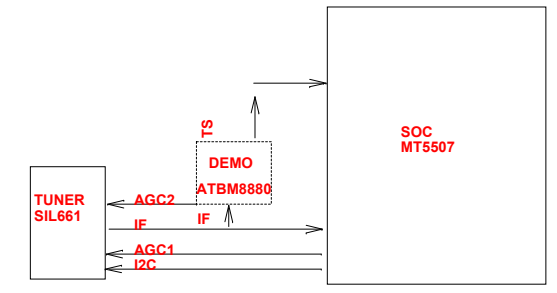 SOC
MT5507
TS
DEMO
ATBM8880
TUNER
SIL661
AGC2
IF
IF
AGC1
I2C